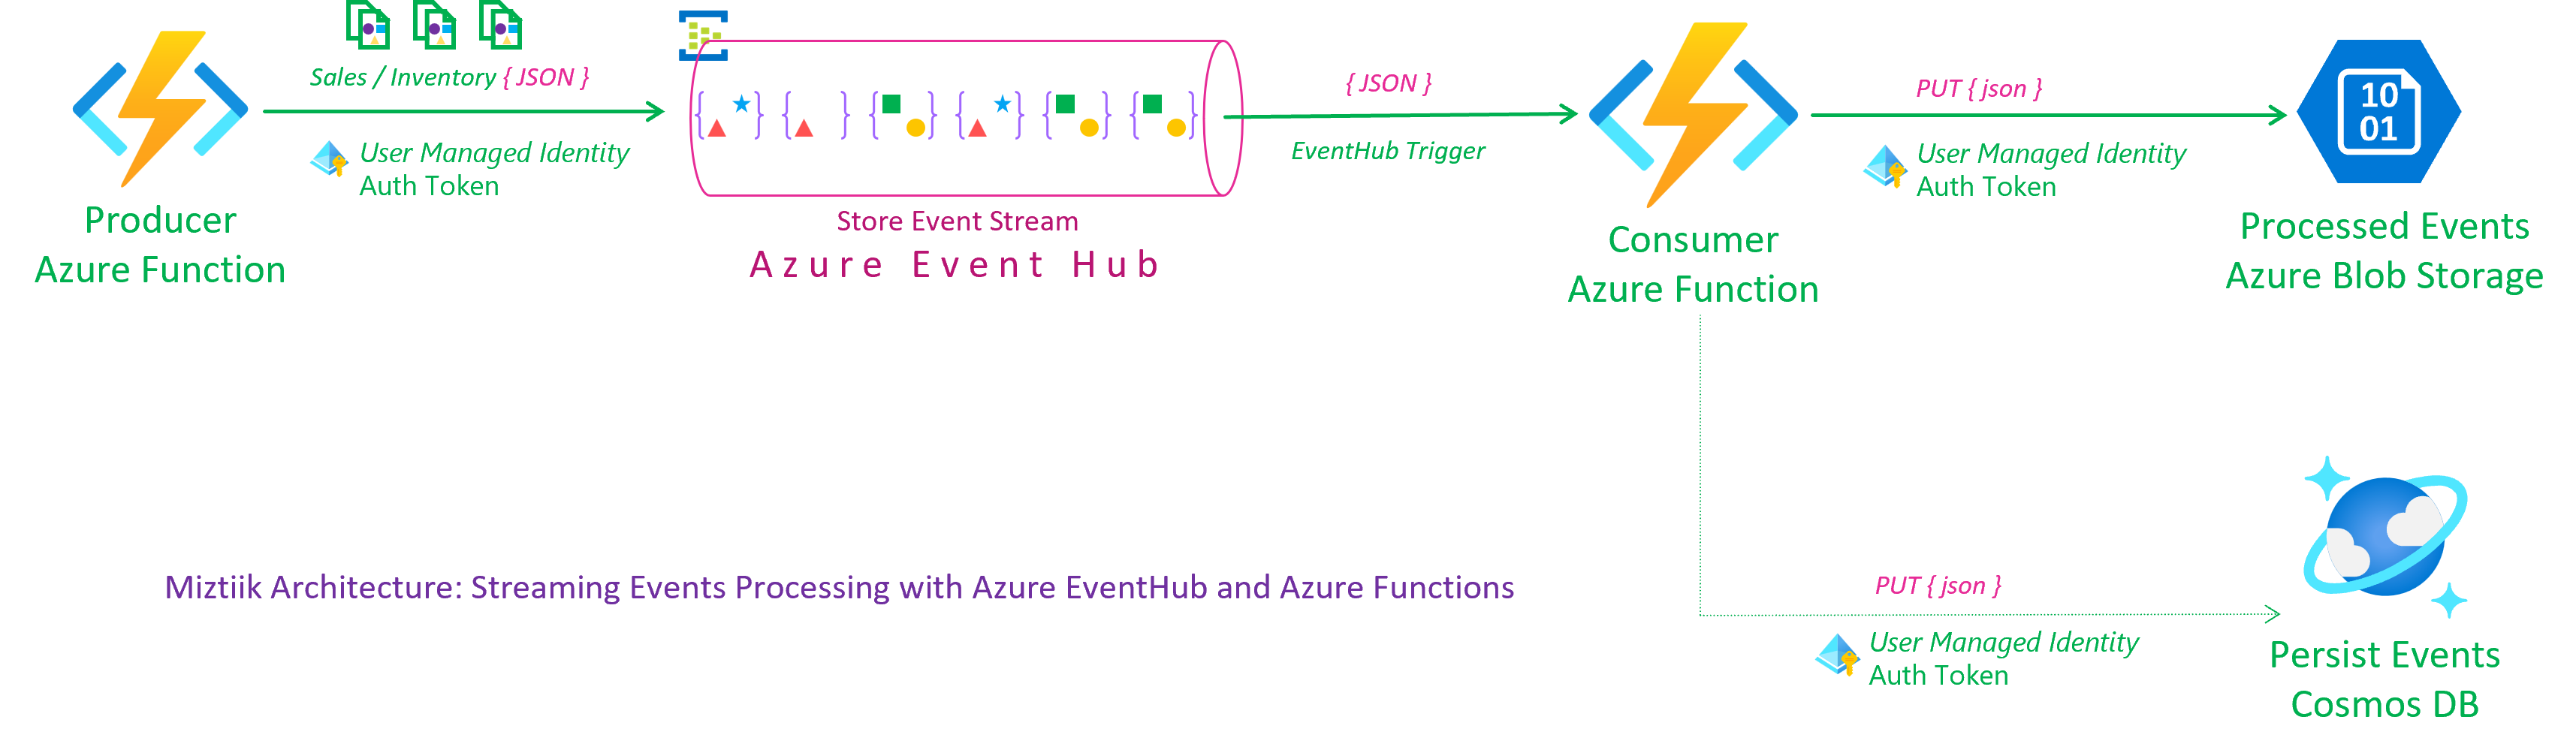 Sales / Inventory { JSON }
User Managed Identity
Auth Token
Producer
Azure Function
Store Event Stream
Azure Event Hub
{ JSON }
EventHub Trigger
Consumer
Azure Function
PUT { json }
User Managed Identity
Auth Token
10
01
Processed Events
Azure Blob Storage
Miztiik Architecture: Streaming Events Processing with Azure EventHub and Azure Functions
PUT { json }
User Managed Identity
Auth Token
Persist Events
Cosmos DB